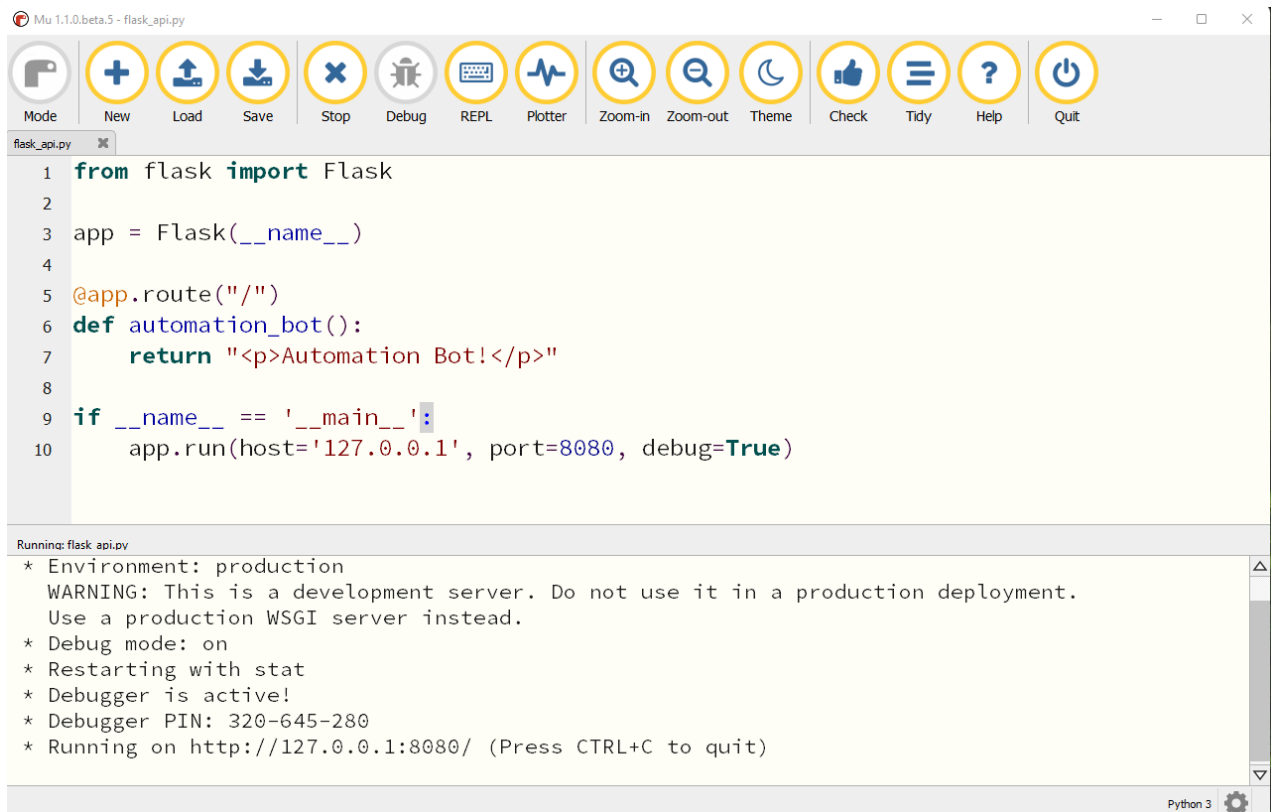 Mu 1.1.0.beta.5 - flask_api.py
Mode New Load Save Stop Debug REPL Plotter Zoom-in Zoom-out Theme Check Tidy Help Quit
flask_api.py
1 from flask import Flask
2
3 app = Flask(__name__)
4
5 @app.route("/")
6 def automation_bot():
7     return "<p>Automation Bot!</p>"
8
9 if __name__ == '__main__':
10     app.run(host='127.0.0.1', port=8080, debug=True)
Running: flask_api.py
* Environment: production
WARNING: This is a development server. Do not use it in a production deployment.
Use a production WSGI server instead.
* Debug mode: on
* Restarting with stat
* Debugger is active!
* Debugger PIN: 320-645-280
* Running on http://127.0.0.1:8080/ (Press CTRL+C to quit)
Python 3